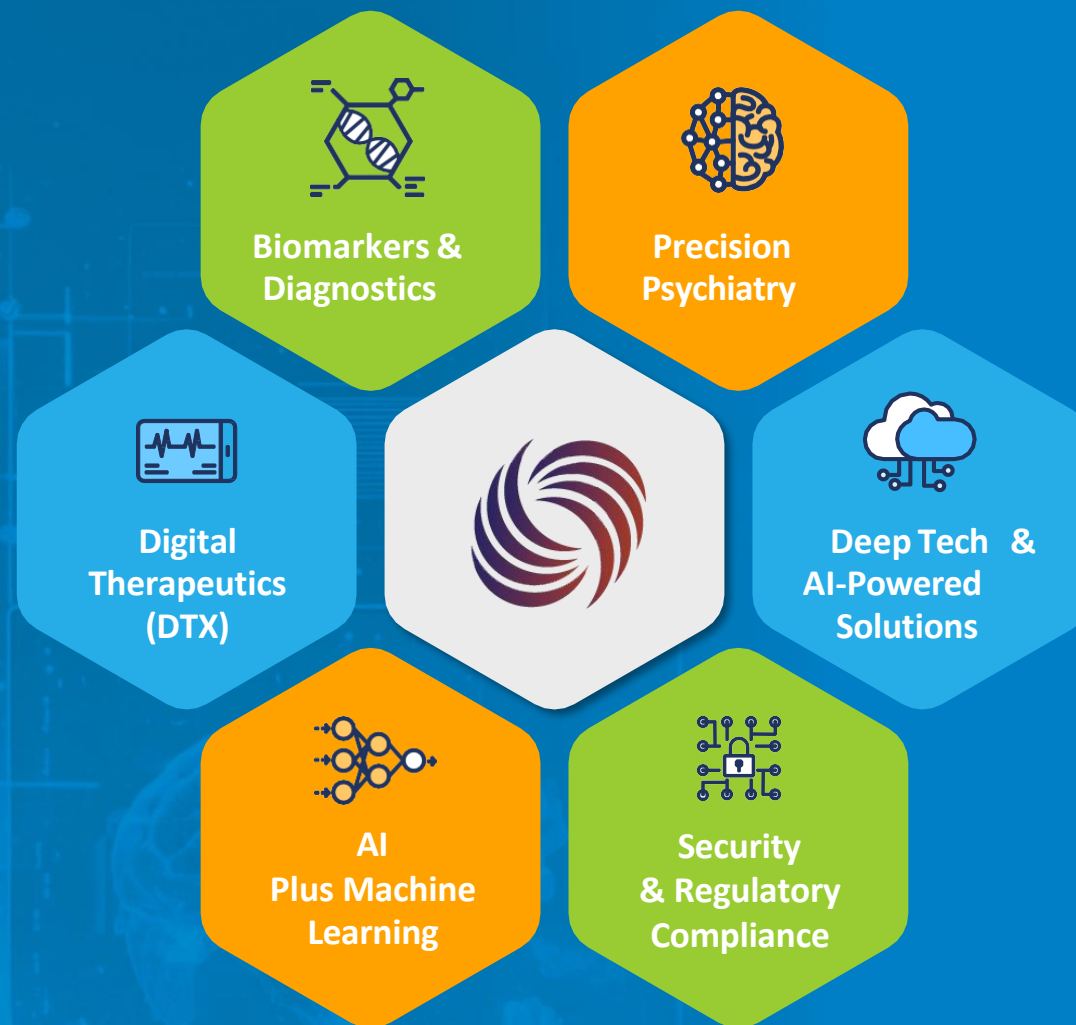 Biomarkers &
Diagnostics
Precision
Psychiatry
Digital
Therapeutics
(DTX)
Deep Tech &
AI-Powered
Solutions
AI
Plus Machine
Learning
Security
& Regulatory
Compliance